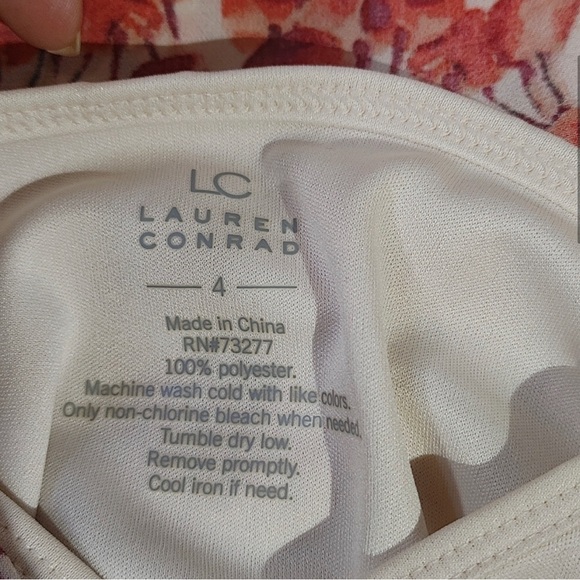 LC
LAUREN
CONRAD
4
Made in China
RN#73277
100% polyester.
Machine wash cold with like colors.
Only non-chlorine bleach when needed,
Tumble dry low.
Remove promptly.
Cool iron if need.